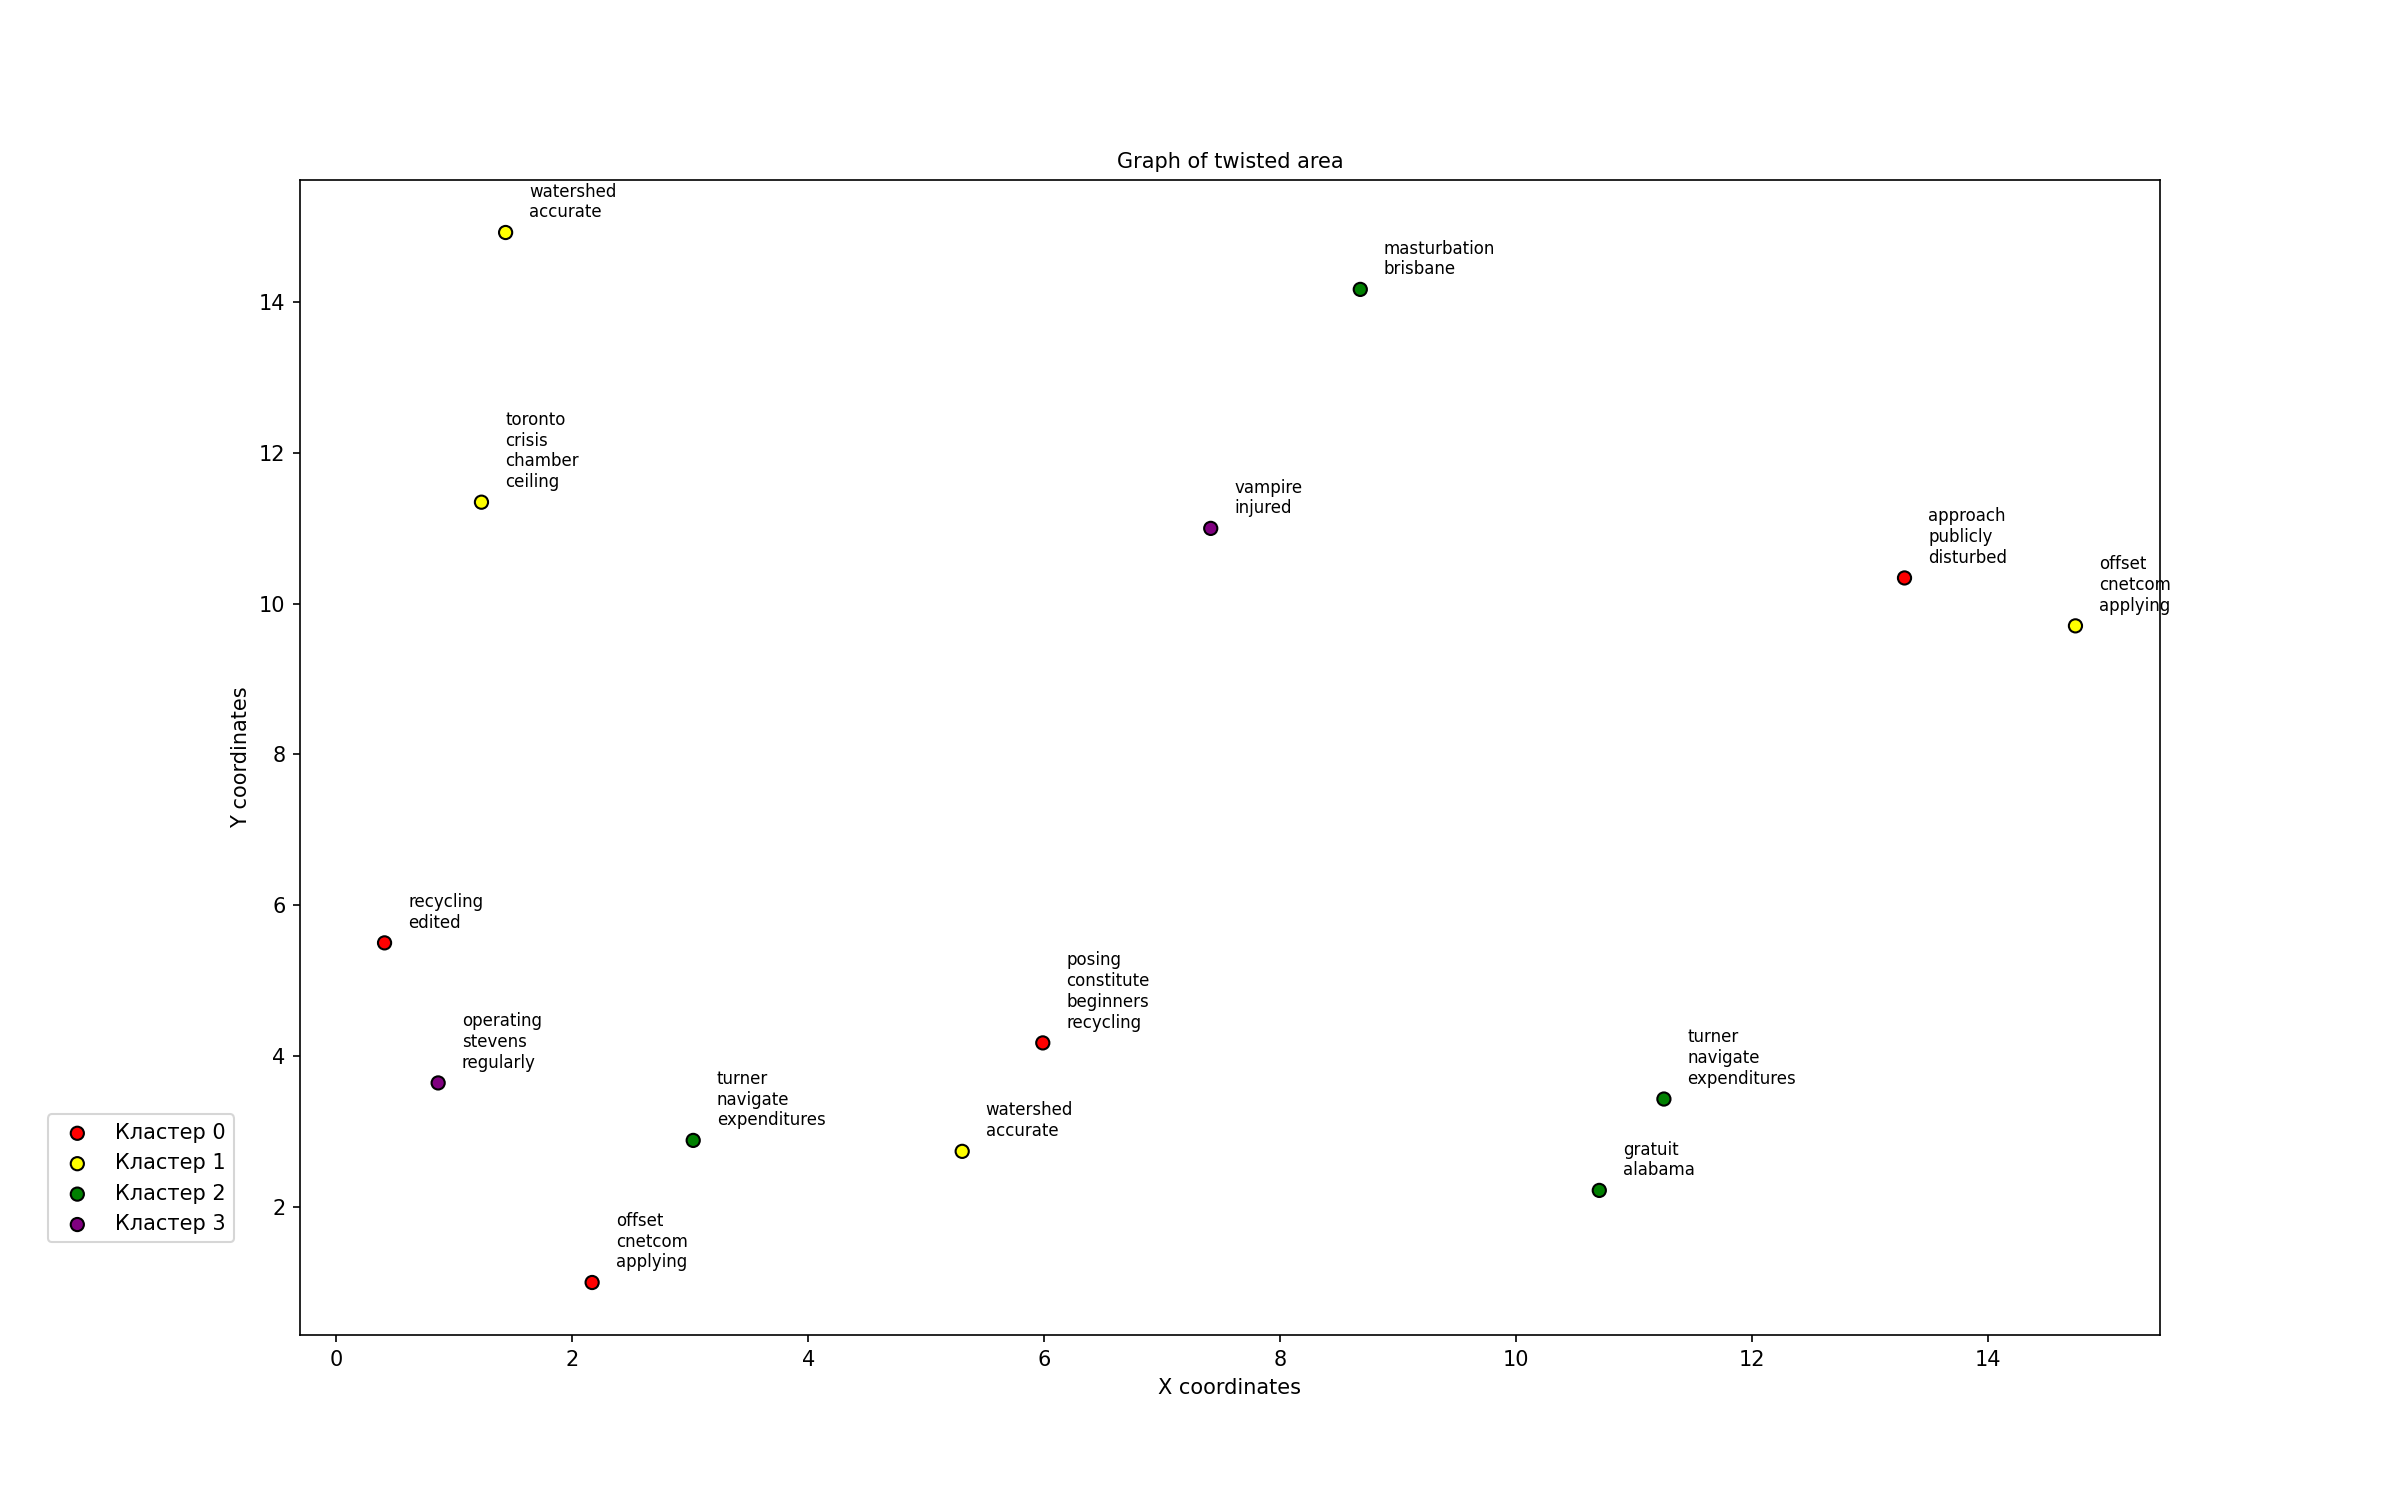 Graph of twisted area
watershed
accurate
masturbation
brisbane
14
toronto
crisis
chamber
ceiling
12
vampire
injured
approach
publicly
disturbed
offset
cnetcom
applying
10
8
Y coordinates
recycling
edited
6
posing
constitute
beginners
recycling
operating
stevens
regularly
4
turner
navigate
expenditures
turner
navigate
expenditures
watershed
accurate
gratuit
alabama
2
offset
cnetcom
applying
Кластер 0
Кластер 1
Кластер 2
Кластер 3
0 2 4 6 8 10 12 14
X coordinates